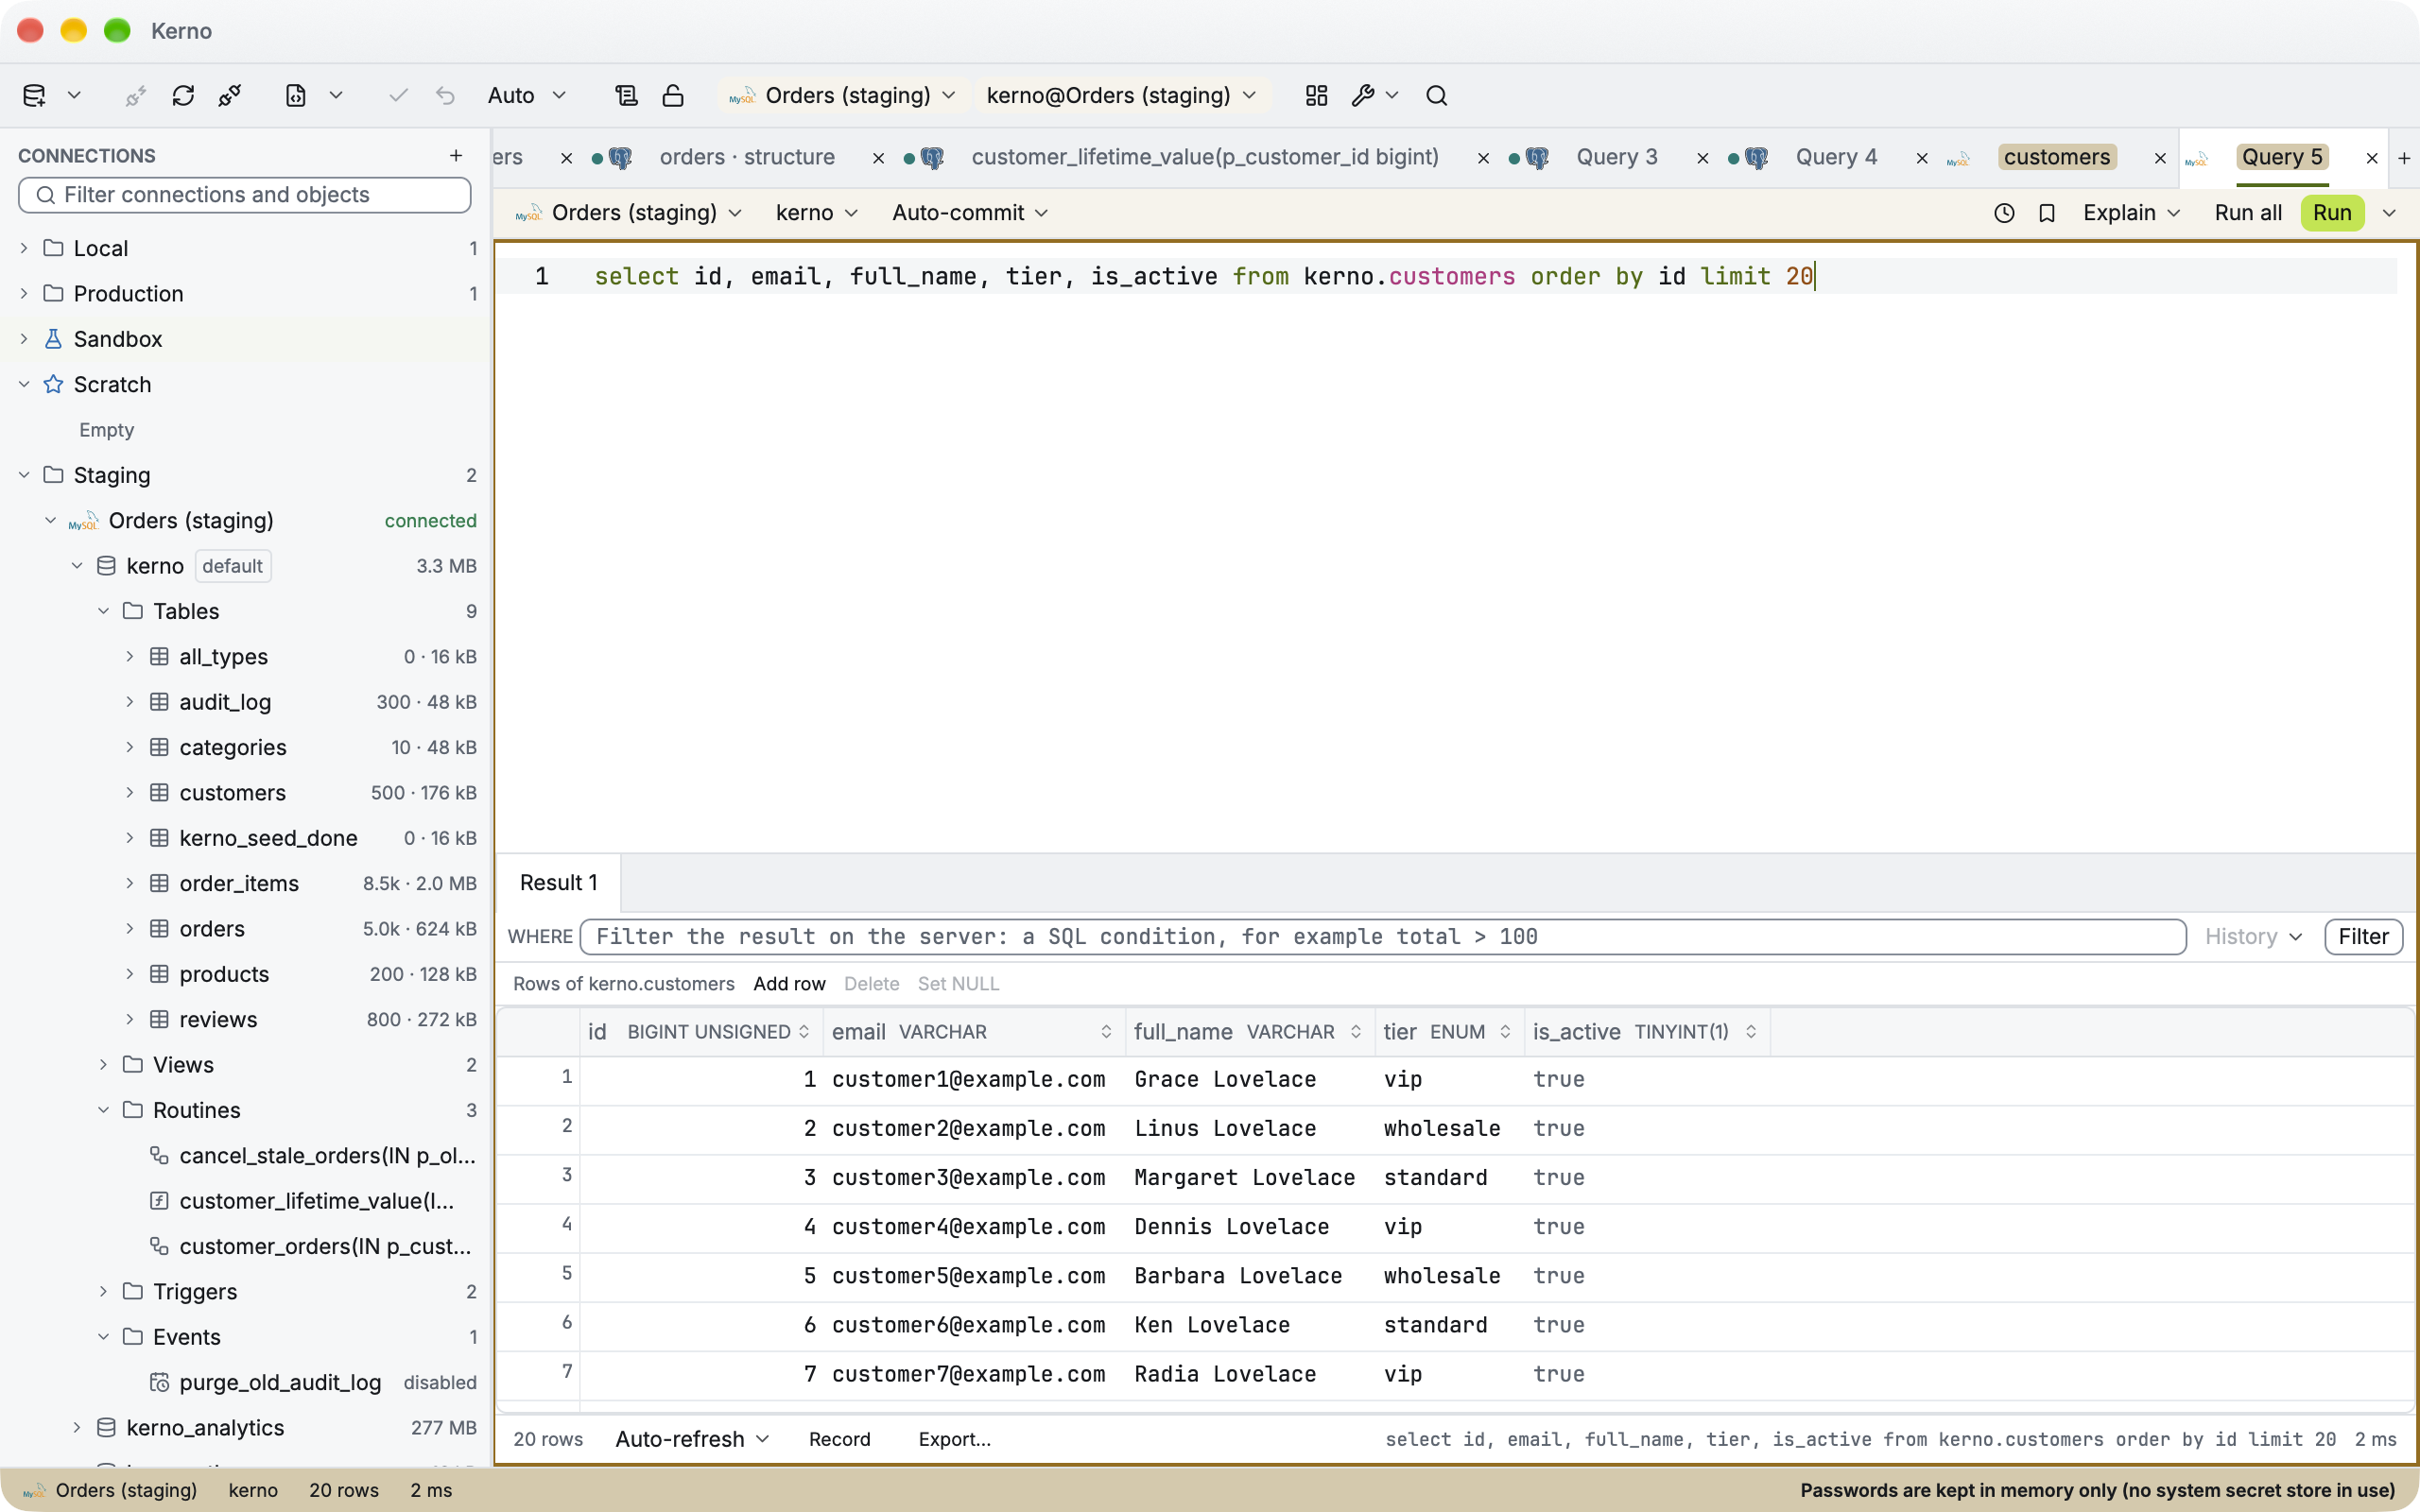 Kerno
Auto
MySQL Orders (staging)
kerno@Orders (staging)
CONNECTIONS
Filter connections and objects
Local 1
Production 1
Sandbox
Scratch
Empty
Staging 2
MySQL Orders (staging) connected
kerno default 3.3 MB
Tables 9
all_types 0 · 16 kB
audit_log 300 · 48 kB
categories 10 · 48 kB
customers 500 · 176 kB
kerno_seed_done 0 · 16 kB
order_items 8.5k · 2.0 MB
orders 5.0k · 624 kB
products 200 · 128 kB
reviews 800 · 272 kB
Views 2
Routines 3
cancel_stale_orders(IN p_ol...
customer_lifetime_value(I...
customer_orders(IN p_cust...
Triggers 2
Events 1
purge_old_audit_log disabled
kerno_analytics 277 MB
ers
orders · structure
customer_lifetime_value(p_customer_id bigint)
Query 3
Query 4
MySQL customers
MySQL Query 5
MySQL Orders (staging) kerno Auto-commit
Explain Run all Run
1 select id, email, full_name, tier, is_active from kerno.customers order by id limit 20
Result 1
WHERE Filter the result on the server: a SQL condition, for example total > 100 History Filter
Rows of kerno.customers Add row Delete Set NULL
id BIGINT UNSIGNED email VARCHAR full_name VARCHAR tier ENUM is_active TINYINT(1)
1 1 customer1@example.com Grace Lovelace vip true
2 2 customer2@example.com Linus Lovelace wholesale true
3 3 customer3@example.com Margaret Lovelace standard true
4 4 customer4@example.com Dennis Lovelace vip true
5 5 customer5@example.com Barbara Lovelace wholesale true
6 6 customer6@example.com Ken Lovelace standard true
7 7 customer7@example.com Radia Lovelace vip true
20 rows Auto-refresh Record Export... select id, email, full_name, tier, is_active from kerno.customers order by id limit 20 2 ms
MySQL Orders (staging) kerno 20 rows 2 ms Passwords are kept in memory only (no system secret store in use)